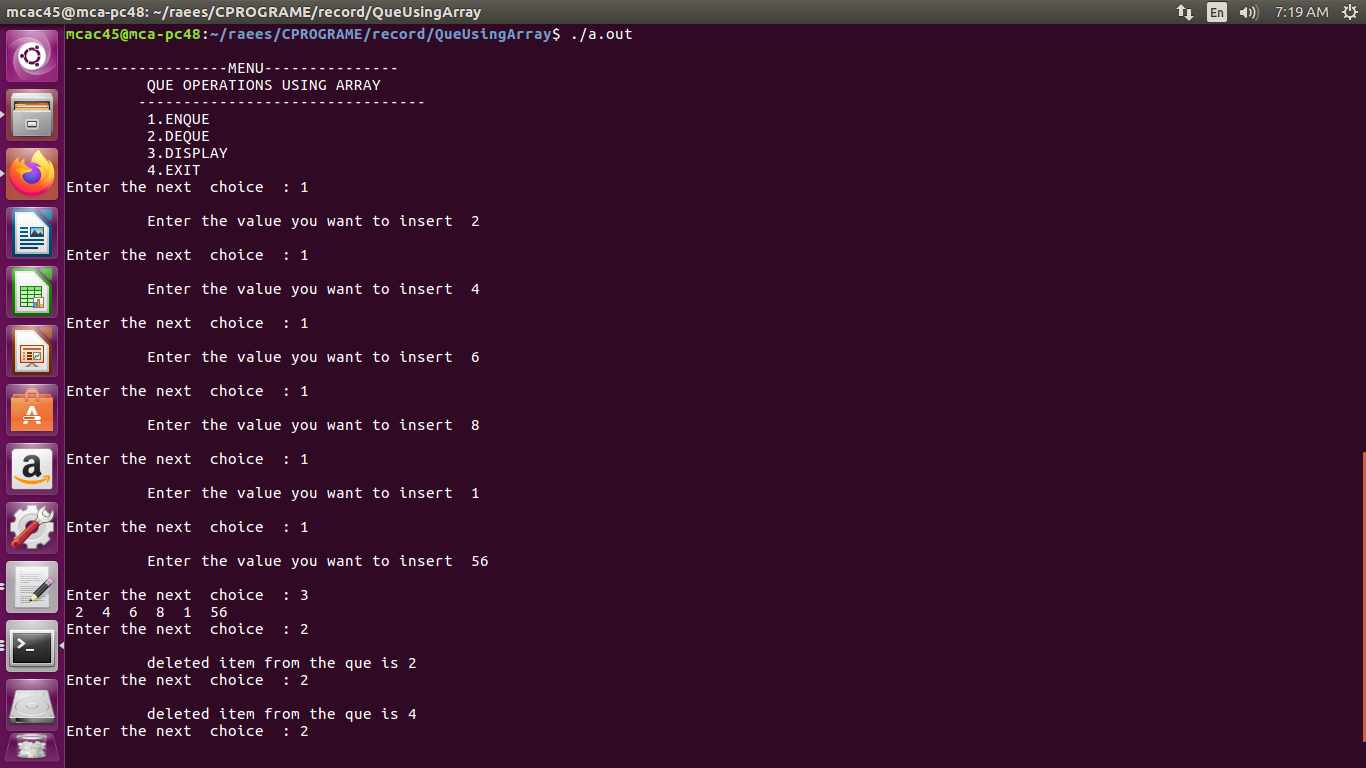 mcac45@mca-pc48: ~/raees/CPROGRAME/record/QueUsingArray
En
7:19 AM
mcac45@mca-pc48:~/raees/CPROGRAME/record/QueUsingArray$ ./a.out
-----------------MENU---------------
QUE OPERATIONS USING ARRAY
--------------------------------
1.ENQUE
2.DEQUE
3.DISPLAY
4.EXIT
Enter the next  choice  : 1
Enter the value you want to insert  2
Enter the next  choice  : 1
Enter the value you want to insert  4
Enter the next  choice  : 1
Enter the value you want to insert  6
Enter the next  choice  : 1
Enter the value you want to insert  8
Enter the next  choice  : 1
Enter the value you want to insert  1
Enter the next  choice  : 1
Enter the value you want to insert  56
Enter the next  choice  : 3
2  4  6  8  1  56
Enter the next  choice  : 2
deleted item from the que is 2
Enter the next  choice  : 2
deleted item from the que is 4
Enter the next  choice  : 2